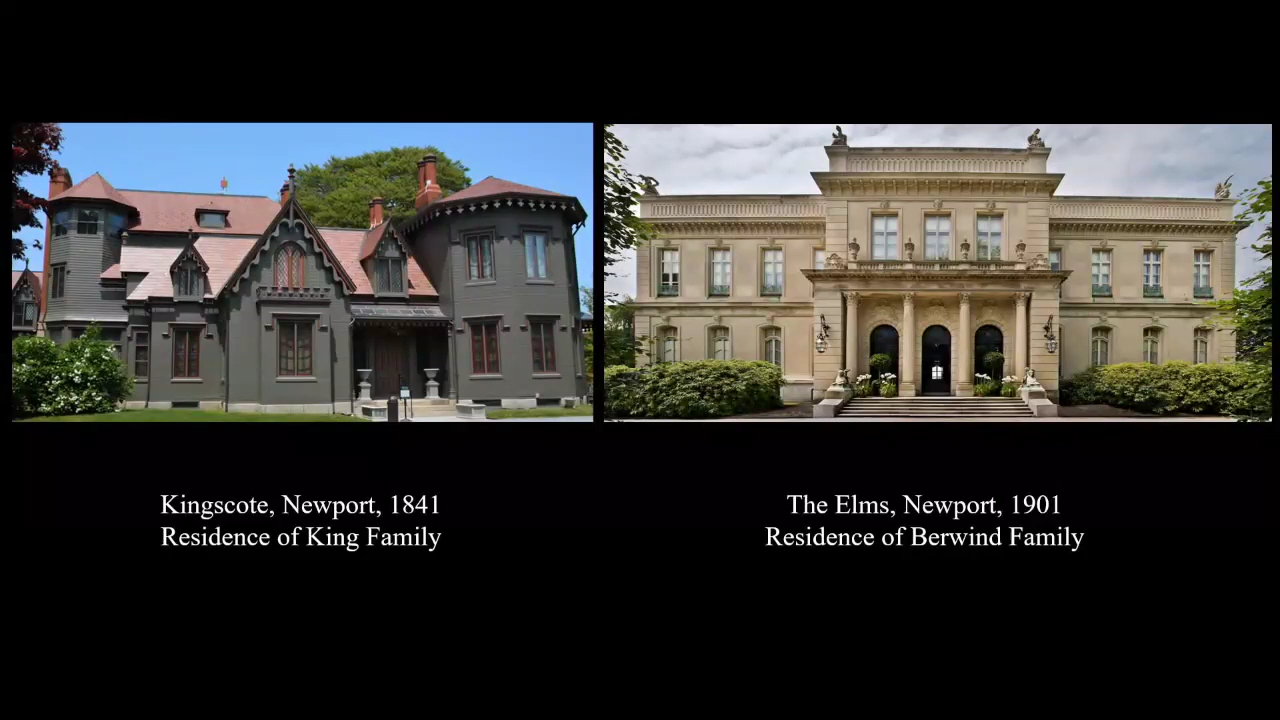 Kingscote, Newport, 1841
Residence of King Family
The Elms, Newport, 1901
Residence of Berwind Family